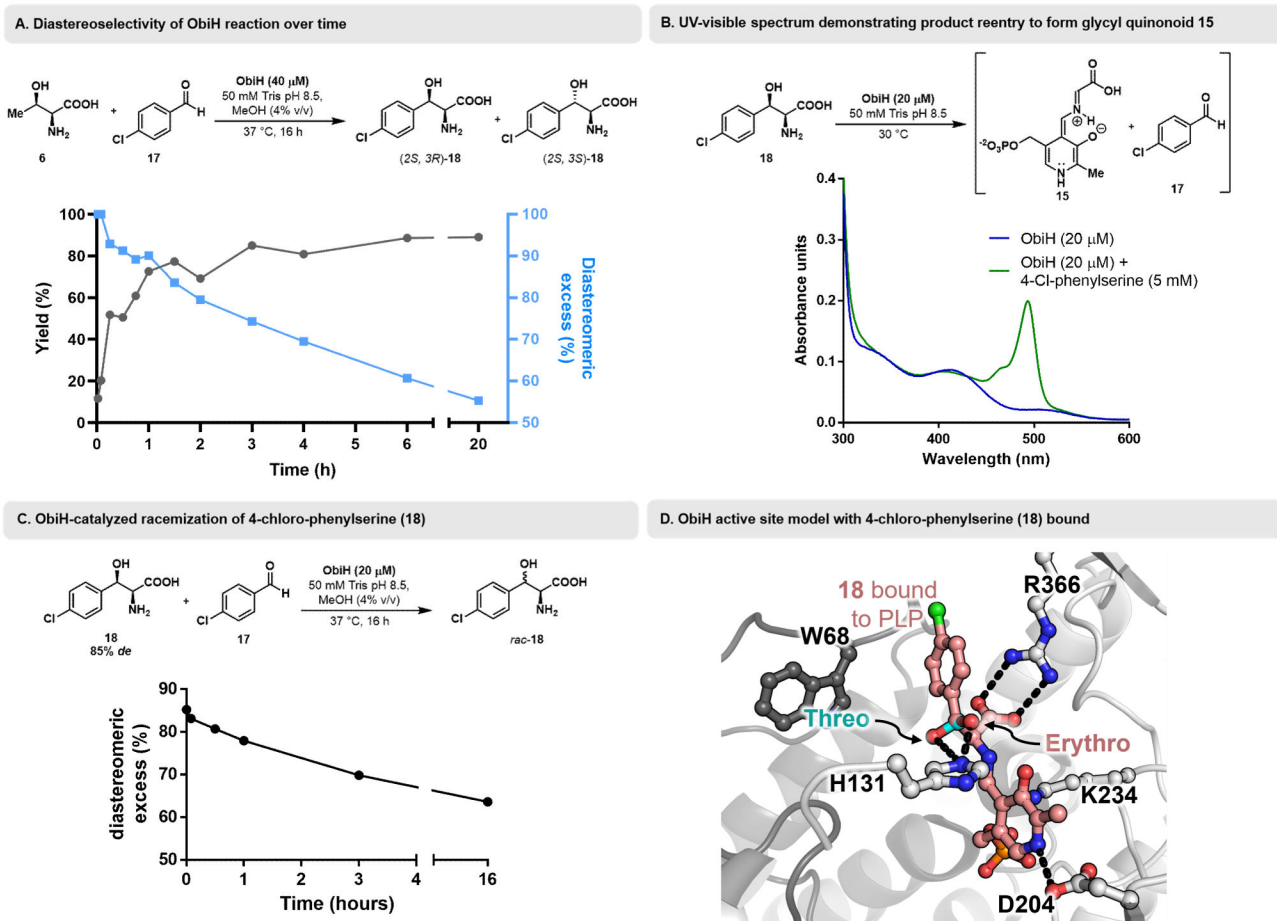 A. Diastereoselectivity of ObiH reaction over time
OH
Me
COOH
NH2
6
+
O
H
Cl
17
ObiH (40 μM)
50 mM Tris pH 8.5,
MeOH (4% v/v)
37 °C, 16 h
OH
COOH
NH2
Cl
(2S, 3R)-18
+
OH
COOH
NH2
Cl
(2S, 3S)-18
Yield (%)
100
80
60
40
20
0
0 1 2 3 4 6 20
Time (h)
100
90
80
70
60
50
Diastereomeric
excess (%)
B. UV-visible spectrum demonstrating product reentry to form glycyl quinonoid 15
OH
COOH
NH2
Cl
18
ObiH (20 μM)
50 mM Tris pH 8.5
30 °C
O
OH
N
H
+
-2O3PO
O
⊖
N
H
Me
15
+
O
H
Cl
17
Absorbance units
0.4
0.3
0.2
0.1
0.0
300 400 500 600
Wavelength (nm)
ObiH (20 μM)
ObiH (20 μM) +
4-Cl-phenylserine (5 mM)
C. ObiH-catalyzed racemization of 4-chloro-phenylserine (18)
OH
COOH
NH2
Cl
18
85% de
+
O
H
Cl
17
ObiH (20 μM)
50 mM Tris pH 8.5,
MeOH (4% v/v)
37 °C, 16 h
OH
COOH
NH2
Cl
rac-18
diastereomeric
excess (%)
90
80
70
60
50
0 1 2 3 4 16
Time (hours)
D. ObiH active site model with 4-chloro-phenylserine (18) bound
R366
18 bound
to PLP
W68
Threo
Erythro
H131
K234
D204